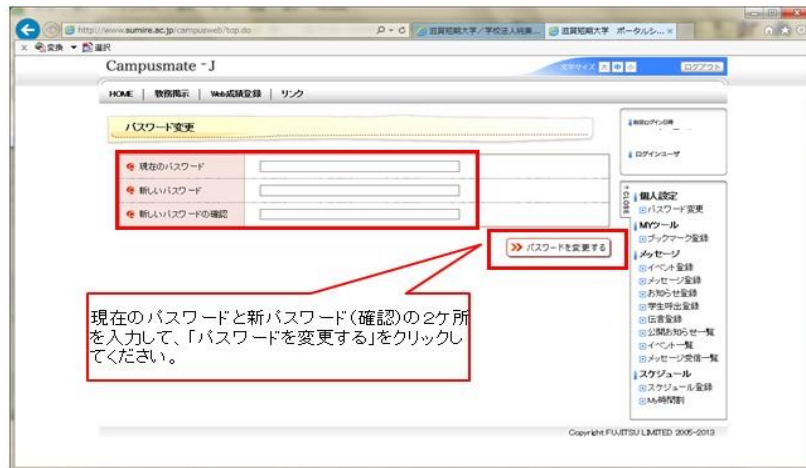 http://www.sumire.ac.jp/campusweb/top.do
滋賀短期大学/学校法人純美...
滋賀短期大学 ポータルシ... ×
x 変換 ▼ 選択
Campusmate -J
文字サイズ 大 中 小
ログアウト
HOME | 教務掲示 | Web成績登録 | リンク
パスワード変更
前回ログイン日時
ログインユーザ
現在のパスワード
新しいパスワード
新しいパスワードの確認
パスワードを変更する
現在のパスワードと新パスワード(確認)の2ケ所
を入力して、「パスワードを変更する」をクリックし
てください。
CLOSE
個人設定
パスワード変更
MYツール
ブックマーク登録
メッセージ
イベント登録
メッセージ登録
お知らせ登録
学生呼出登録
伝言登録
公開お知らせ一覧
イベント一覧
メッセージ受信一覧
スケジュール
スケジュール登録
My時間割
Copyright FUJITSU LIMITED 2005-2013